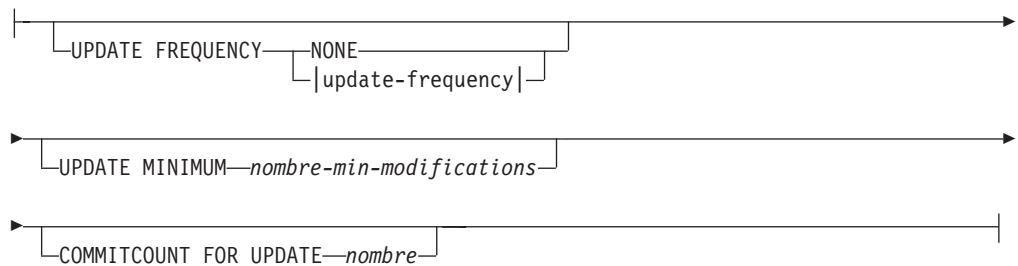 UPDATE FREQUENCY NONE
update-frequency
UPDATE MINIMUM nombre-min-modifications
COMMITCOUNT FOR UPDATE nombre